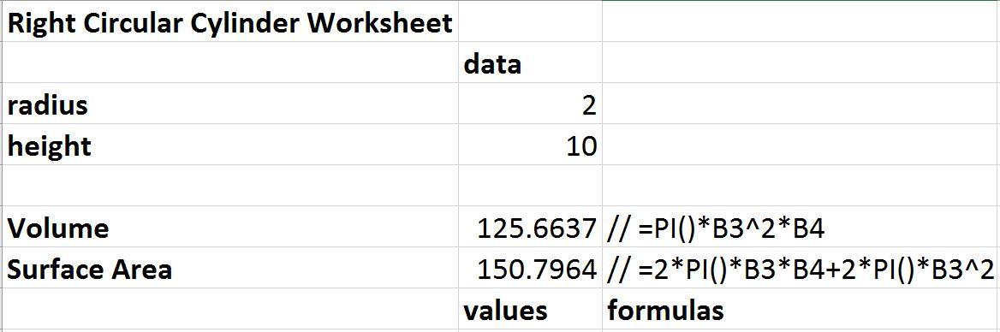 Right Circular Cylinder Worksheet
data
radius 2
height 10
Volume 125.6637 // =PI()*B3^2*B4
Surface Area 150.7964 // =2*PI()*B3*B4+2*PI()*B3^2
values formulas